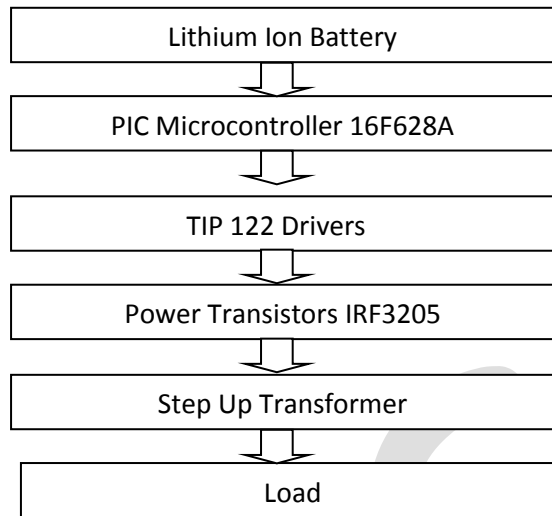 Lithium Ion Battery
PIC Microcontroller 16F628A
TIP 122 Drivers
Power Transistors IRF3205
Step Up Transformer
Load